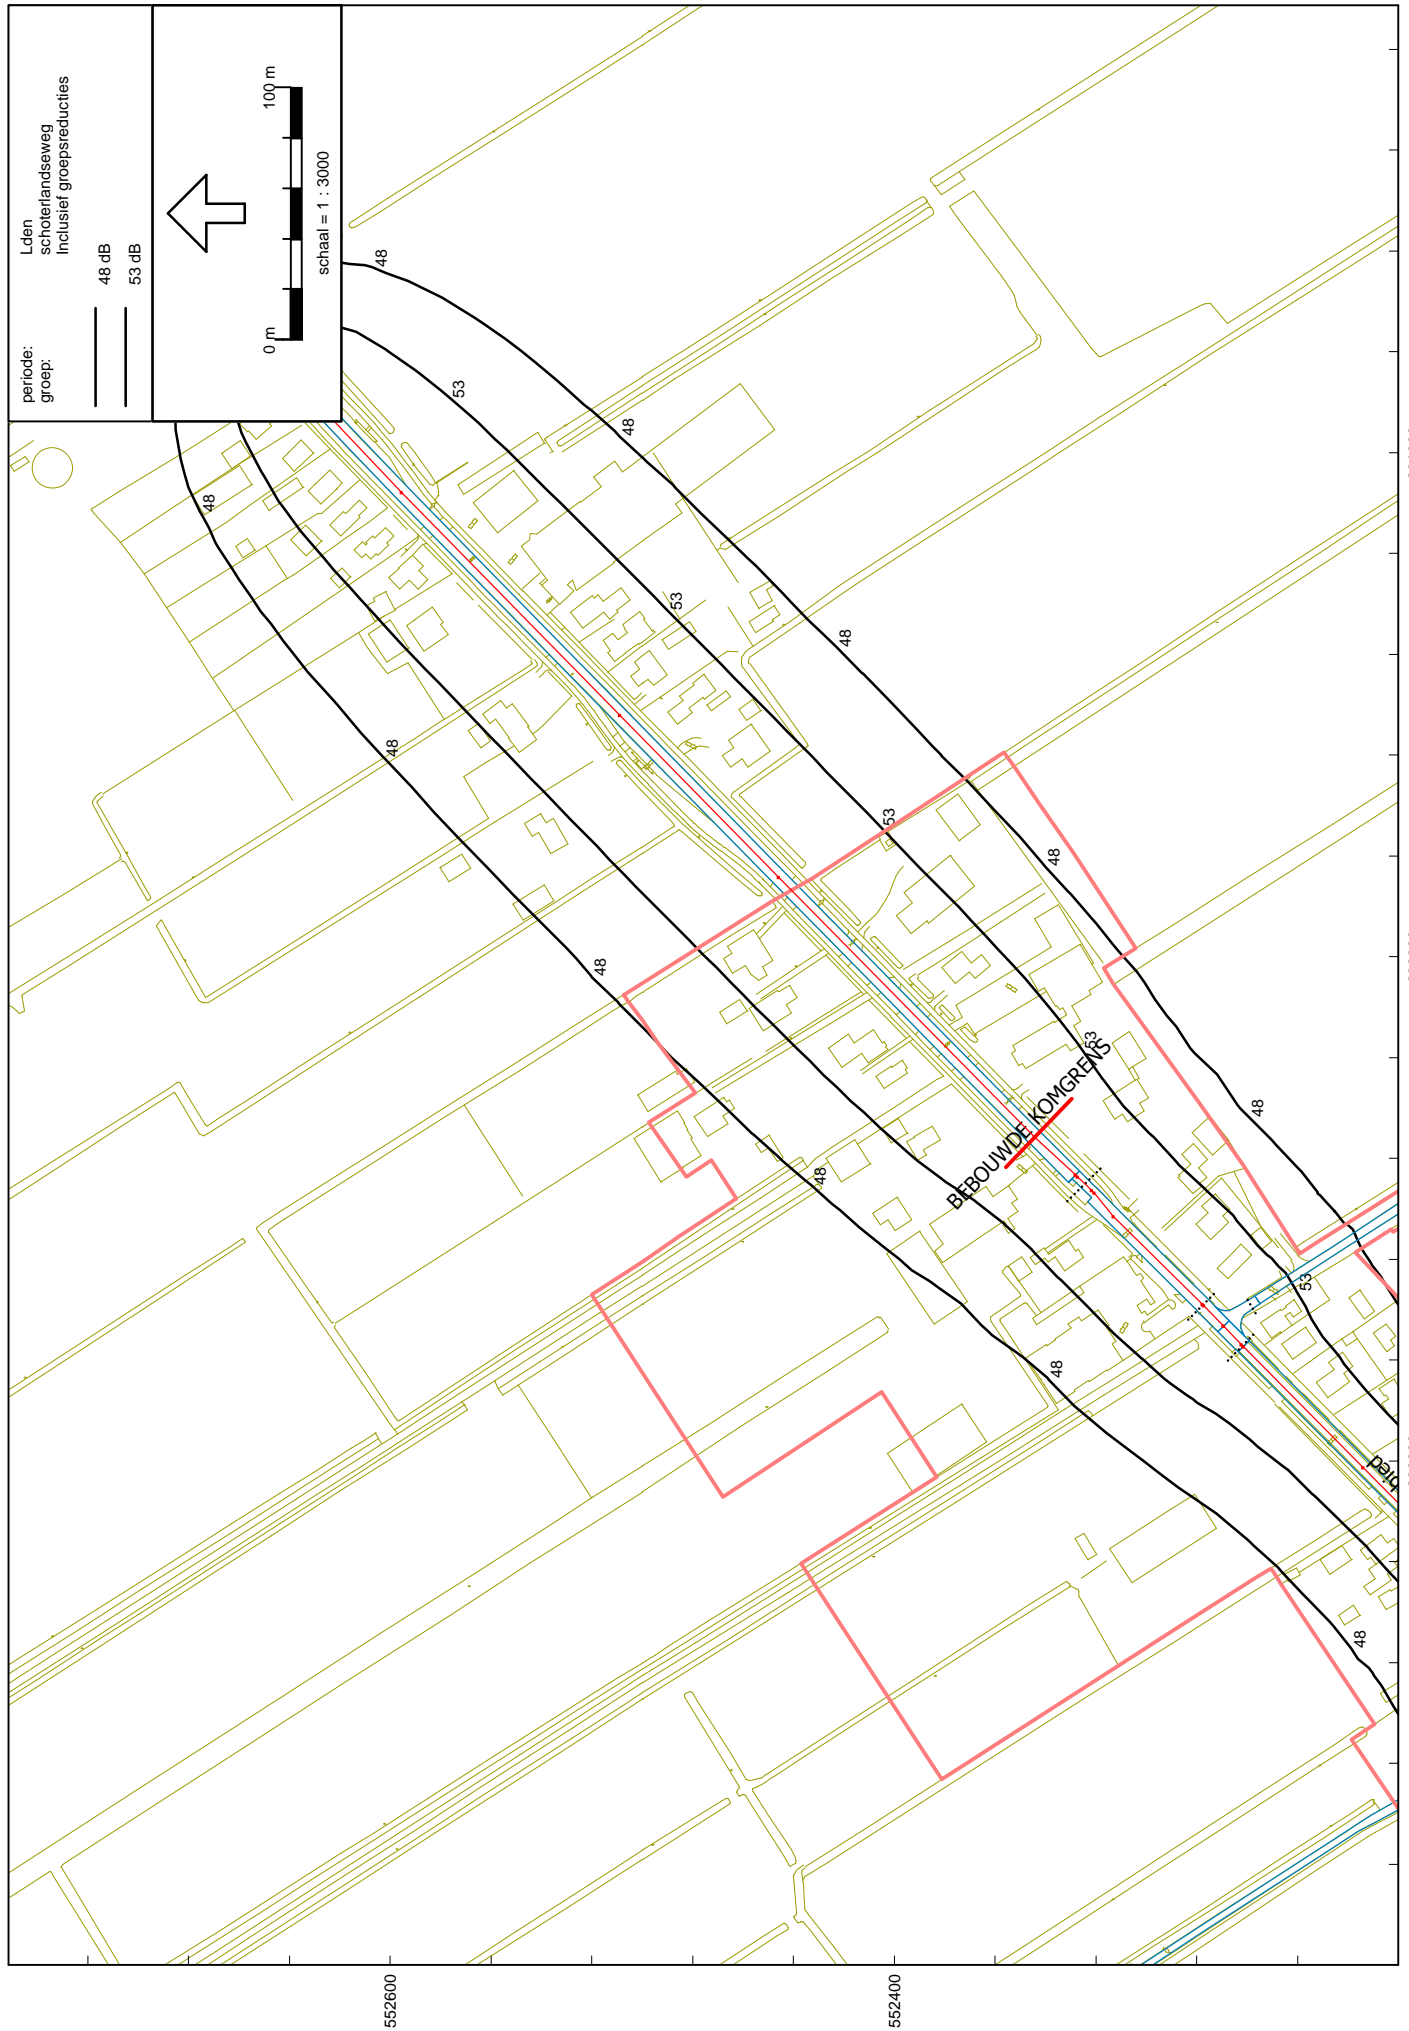 periode: Lden
groep: schoterlandseweg
Inclusief groepsreducties
48 dB
53 dB
0 m 100 m
schaal = 1 : 3000
48
48
48
48
48
48
48
48
48
48
48
53
53
53
53
53
BEBOUWDE KOMGRENS
bied
552600
552400